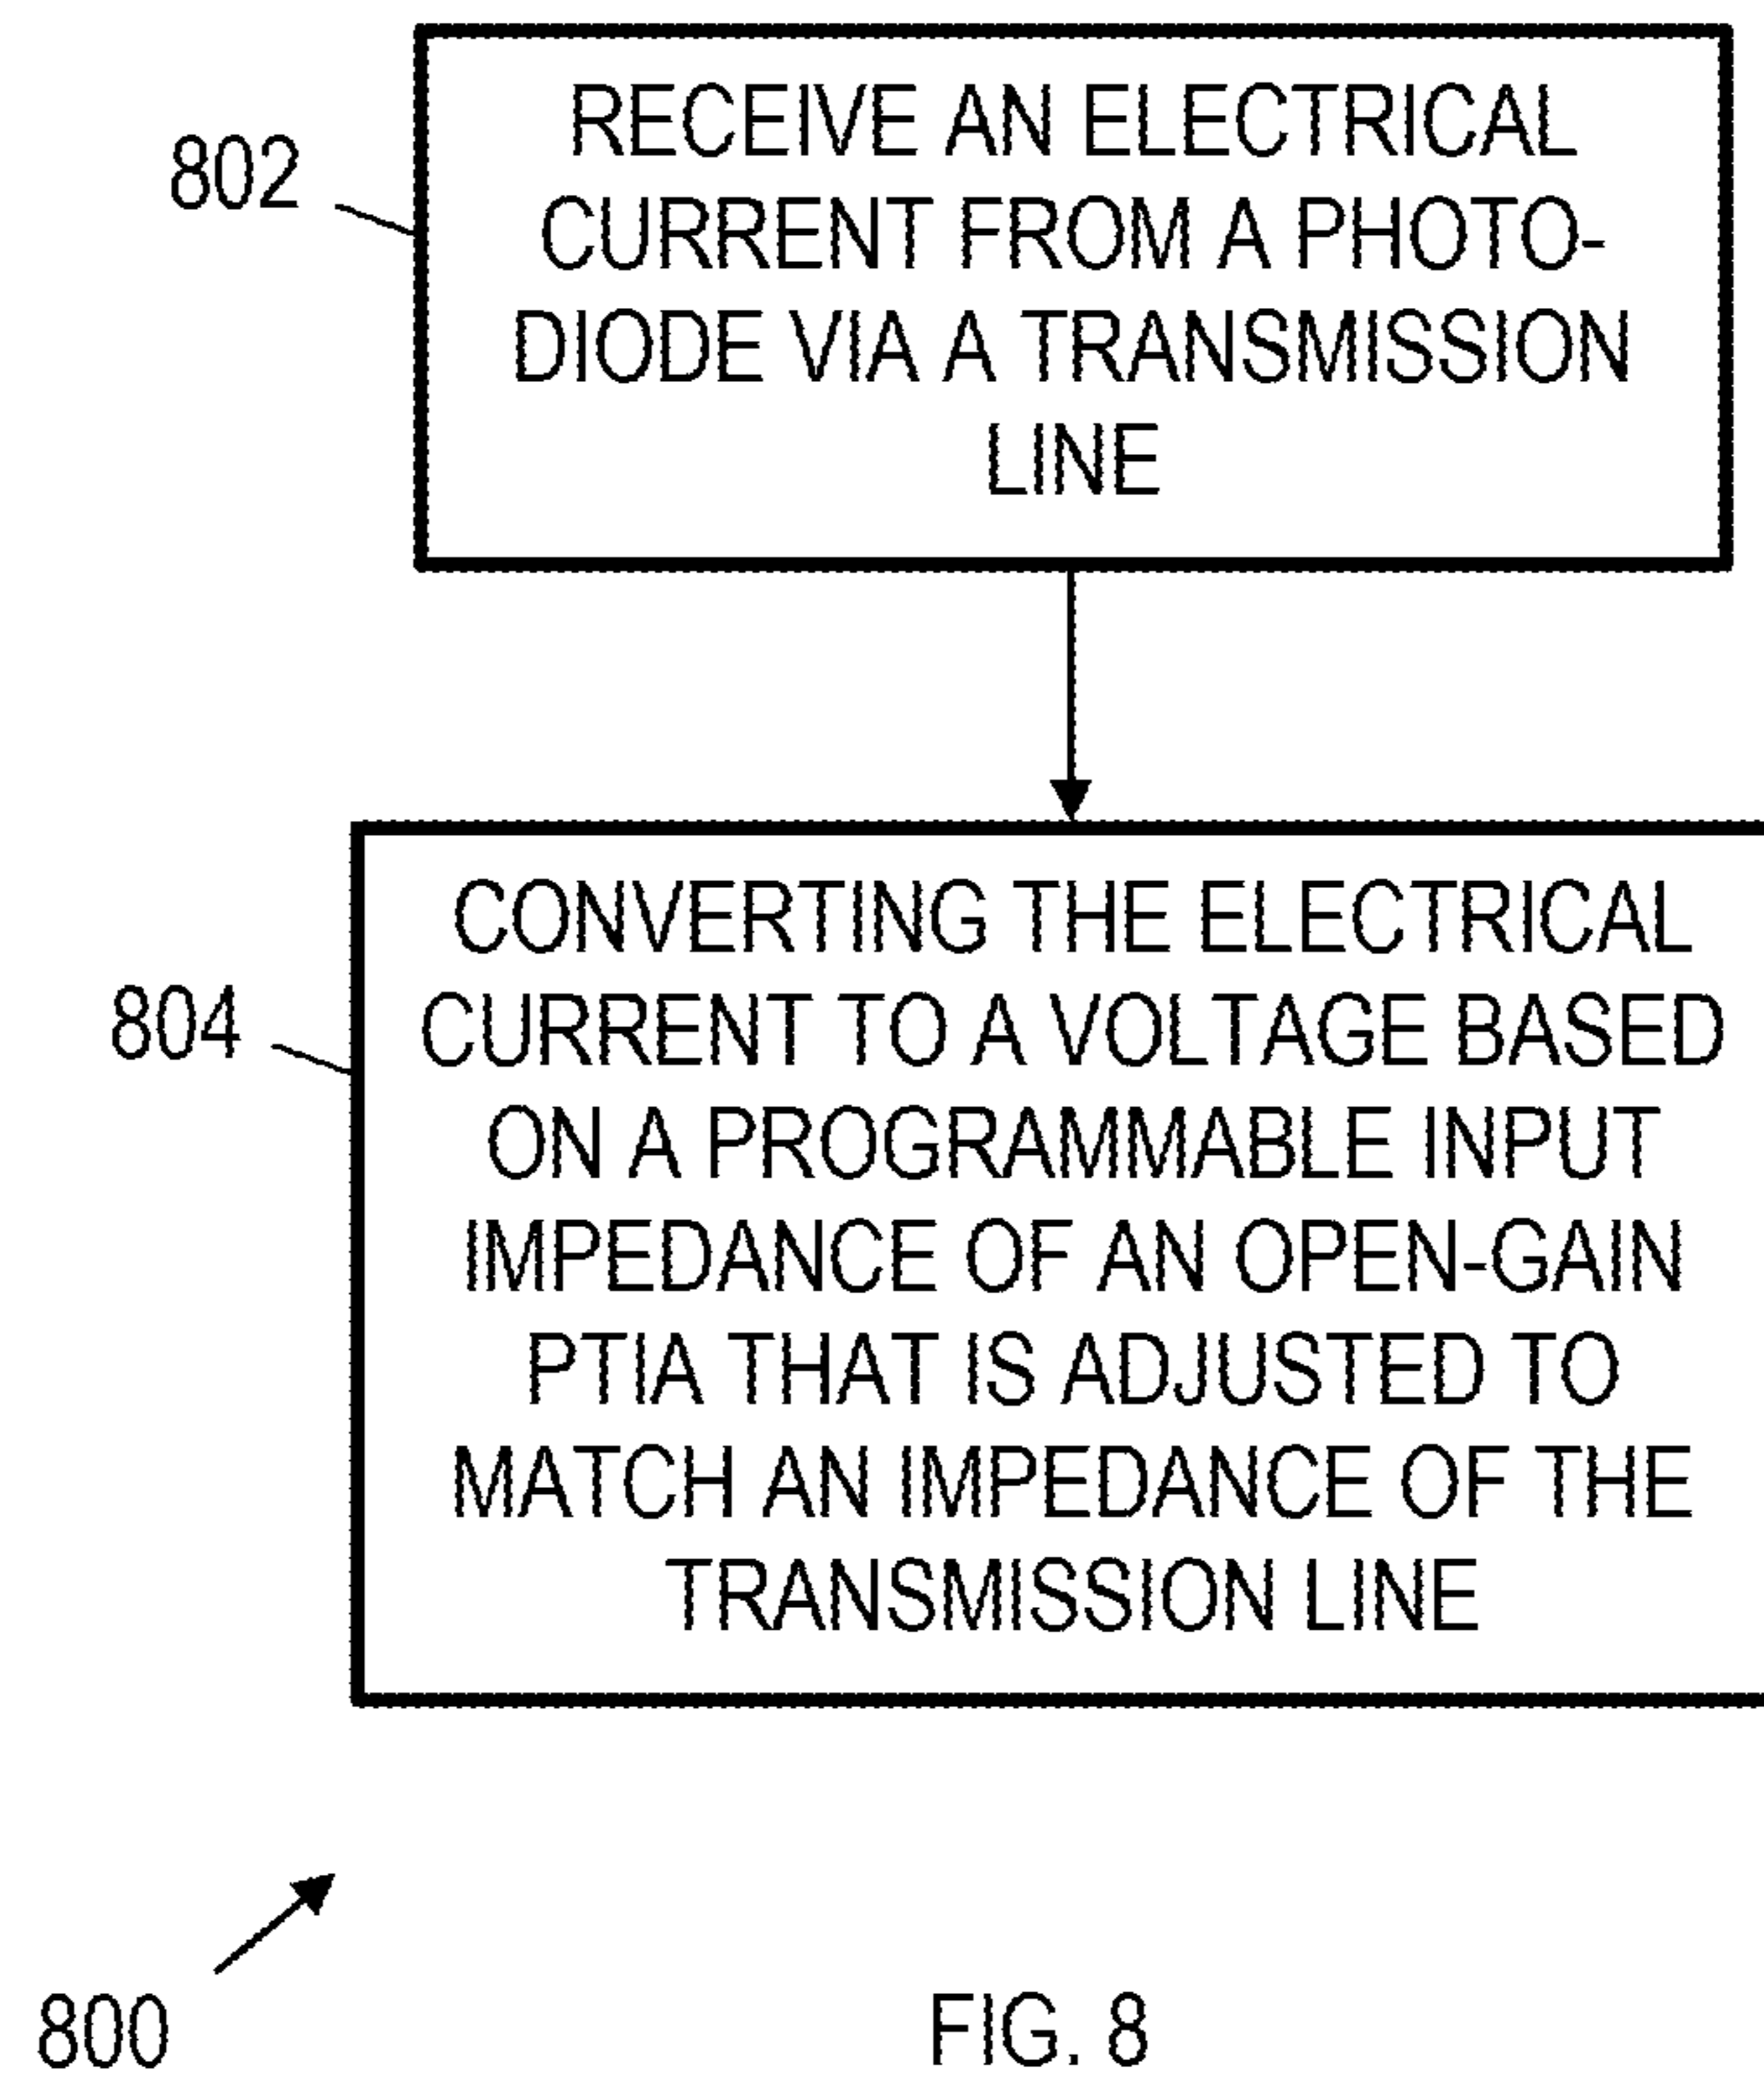 802
RECEIVE AN ELECTRICAL
CURRENT FROM A PHOTO-
DIODE VIA A TRANSMISSION
LINE
804
CONVERTING THE ELECTRICAL
CURRENT TO A VOLTAGE BASED
ON A PROGRAMMABLE INPUT
IMPEDANCE OF AN OPEN-GAIN
PTIA THAT IS ADJUSTED TO
MATCH AN IMPEDANCE OF THE
TRANSMISSION LINE
800
FIG. 8